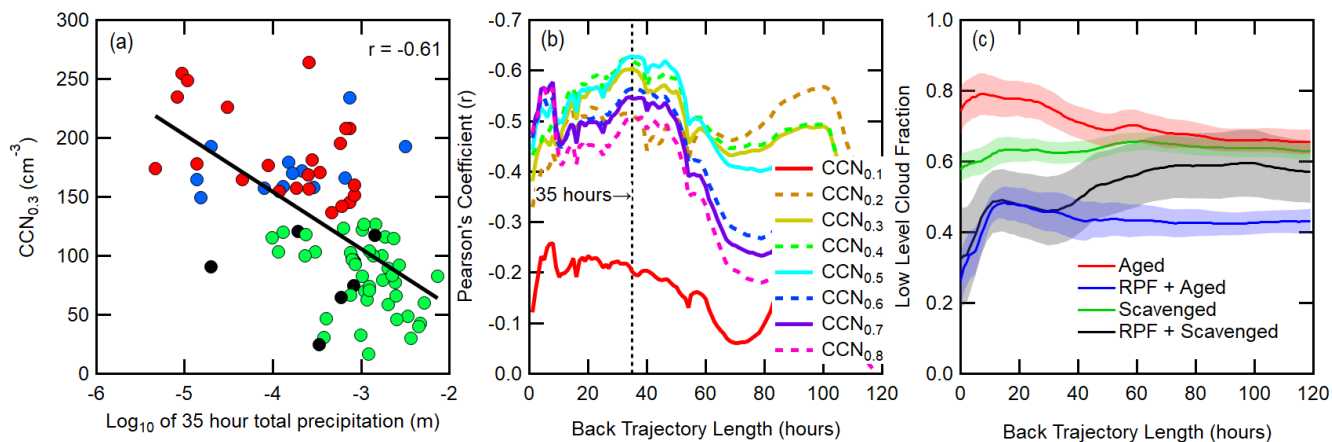 (a)
r = -0.61
300
250
200
150
100
50
0
CCN0.3 (cm-3)
-6 -5 -4 -3 -2 -1
Log10 of 35 hour total precipitation (m)
(b)
-0.6
-0.5
-0.4
-0.3
-0.2
-0.1
Pearson's Coefficient (r)
35 hours→
CCN0.1
CCN0.2
CCN0.3
CCN0.4
CCN0.5
CCN0.6
CCN0.7
CCN0.8
0 20 40 60 80 100 120
Back Trajectory Length (hours)
(c)
1.0
0.8
0.6
0.4
0.2
0.0
Low Level Cloud Fraction
Aged
RPF + Aged
Scavenged
RPF + Scavenged
0 20 40 60 80 100 120
Back Trajectory Length (hours)